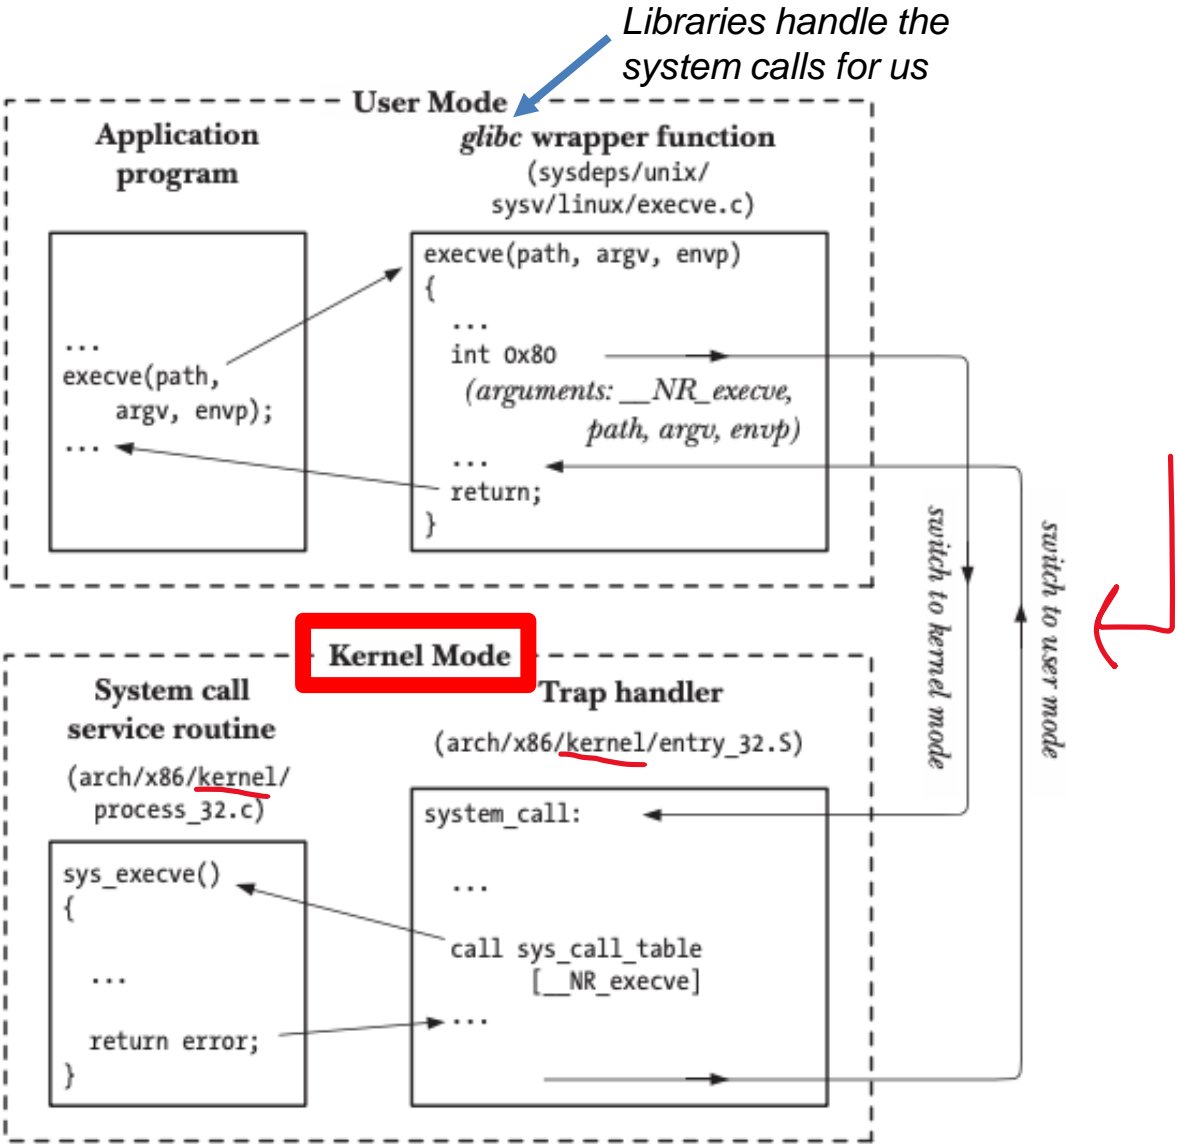 Libraries handle the
system calls for us
User Mode
Application
program
glibc wrapper function
(sysdeps/unix/
sysv/linux/execve.c)
...
execve(path,
argv, envp);
...
execve(path, argv, envp)
{
...
int 0x80
(arguments: __NR_execve,
path, argv, envp)
...
return;
}
switch to kernel mode
switch to user mode
Kernel Mode
System call
service routine
(arch/x86/kernel/
process_32.c)
Trap handler
(arch/x86/kernel/entry_32.S)
sys_execve()
{
...
return error;
}
system_call:
...
call sys_call_table
[__NR_execve]
...